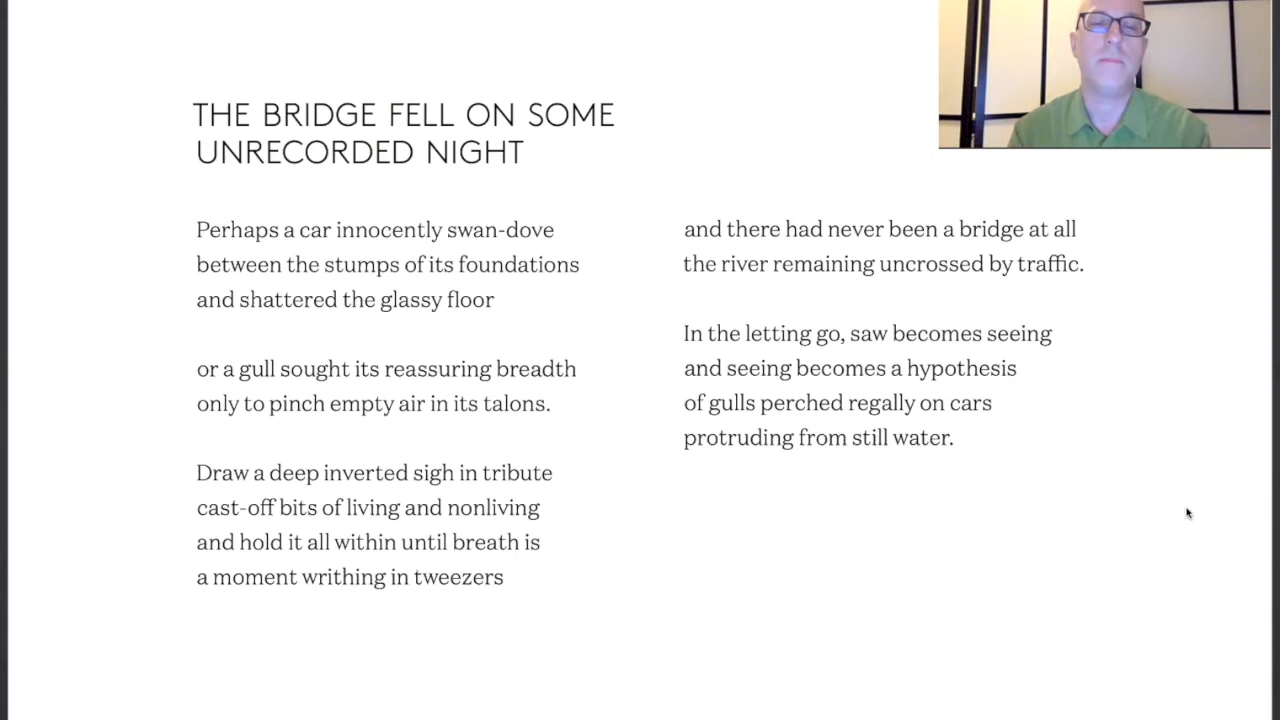 THE BRIDGE FELL ON SOME
UNRECORDED NIGHT
Perhaps a car innocently swan-dove
between the stumps of its foundations
and shattered the glassy floor
or a gull sought its reassuring breadth
only to pinch empty air in its talons.
Draw a deep inverted sigh in tribute
cast-off bits of living and nonliving
and hold it all within until breath is
a moment writhing in tweezers
and there had never been a bridge at all
the river remaining uncrossed by traffic.
In the letting go, saw becomes seeing
and seeing becomes a hypothesis
of gulls perched regally on cars
protruding from still water.